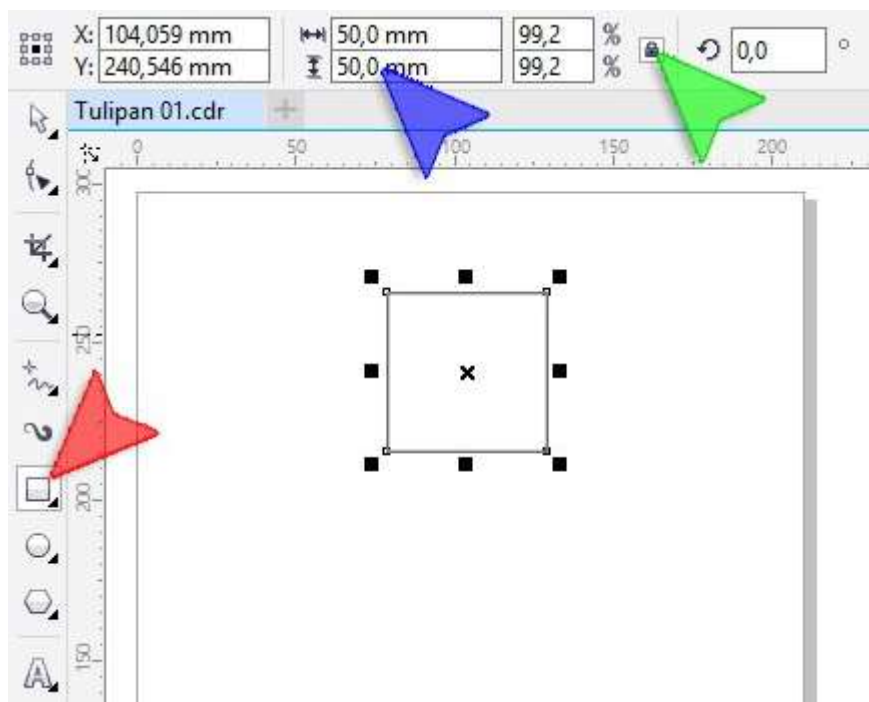 X: 104,059 mm 50,0 mm 99,2 %
Y: 240,546 mm 50,0 mm 99,2 % 0,0 °
Tulipan 01.cdr
0 50 100 150 200
300
250
200
150
A